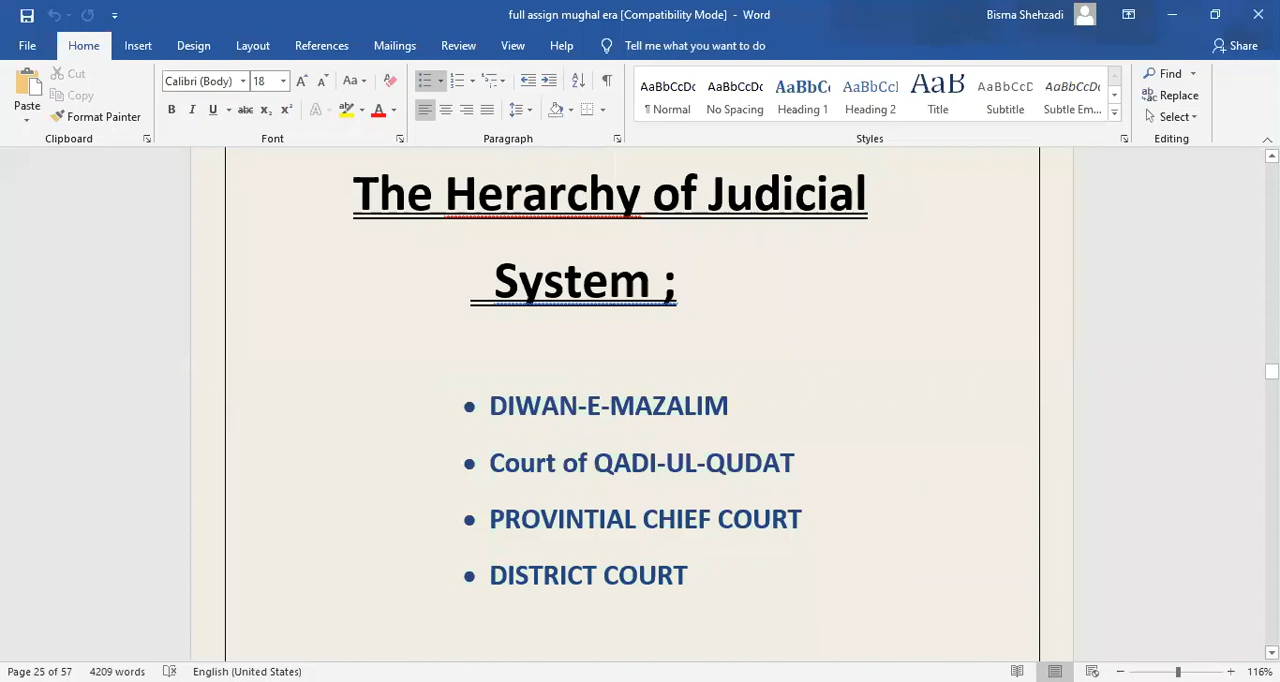 full assign mughal era [Compatibility Mode] - Word
Bisma Shehzadi
File Home Insert Design Layout References Mailings Review View Help Tell me what you want to do Share
Paste
Cut
Copy
Format Painter
Clipboard
Calibri (Body) 18
Font
Paragraph
AaBbCcDc AaBbCcDc AaBbC AaBbCcl AaB AaBbCcD AaBbCcDc
¶ Normal No Spacing Heading 1 Heading 2 Title Subtitle Subtle Em...
Styles
Find
Replace
Select
Editing
The Herarchy of Judicial
System ;
• DIWAN-E-MAZALIM
• Court of QADI-UL-QUDAT
• PROVINTIAL CHIEF COURT
• DISTRICT COURT
Page 25 of 57 4209 words English (United States) 116%